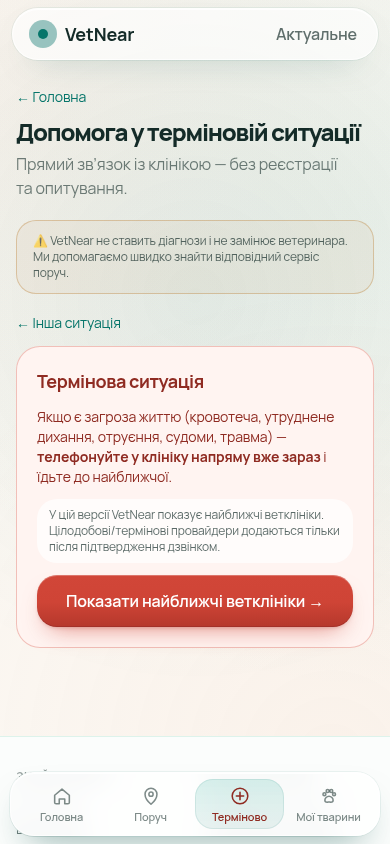 VetNear
Актуальне
← Головна
Допомога у терміновій ситуації
Прямий зв'язок із клінікою — без реєстрації
та опитування.
⚠️ VetNear не ставить діагнози і не замінює ветеринара.
Ми допомагаємо швидко знайти відповідний сервіс
поруч.
← Інша ситуація
Термінова ситуація
Якщо є загроза життю (кровотеча, утруднене
дихання, отруєння, судоми, травма) —
телефонуйте у клініку напряму вже зараз і
їдьте до найближчої.
У цій версії VetNear показує найближчі ветклініки.
Цілодобові/термінові провайдери додаються тільки
після підтвердження дзвінком.
Показати найближчі ветклініки →
Головна
Поруч
Терміново
Мої тварини